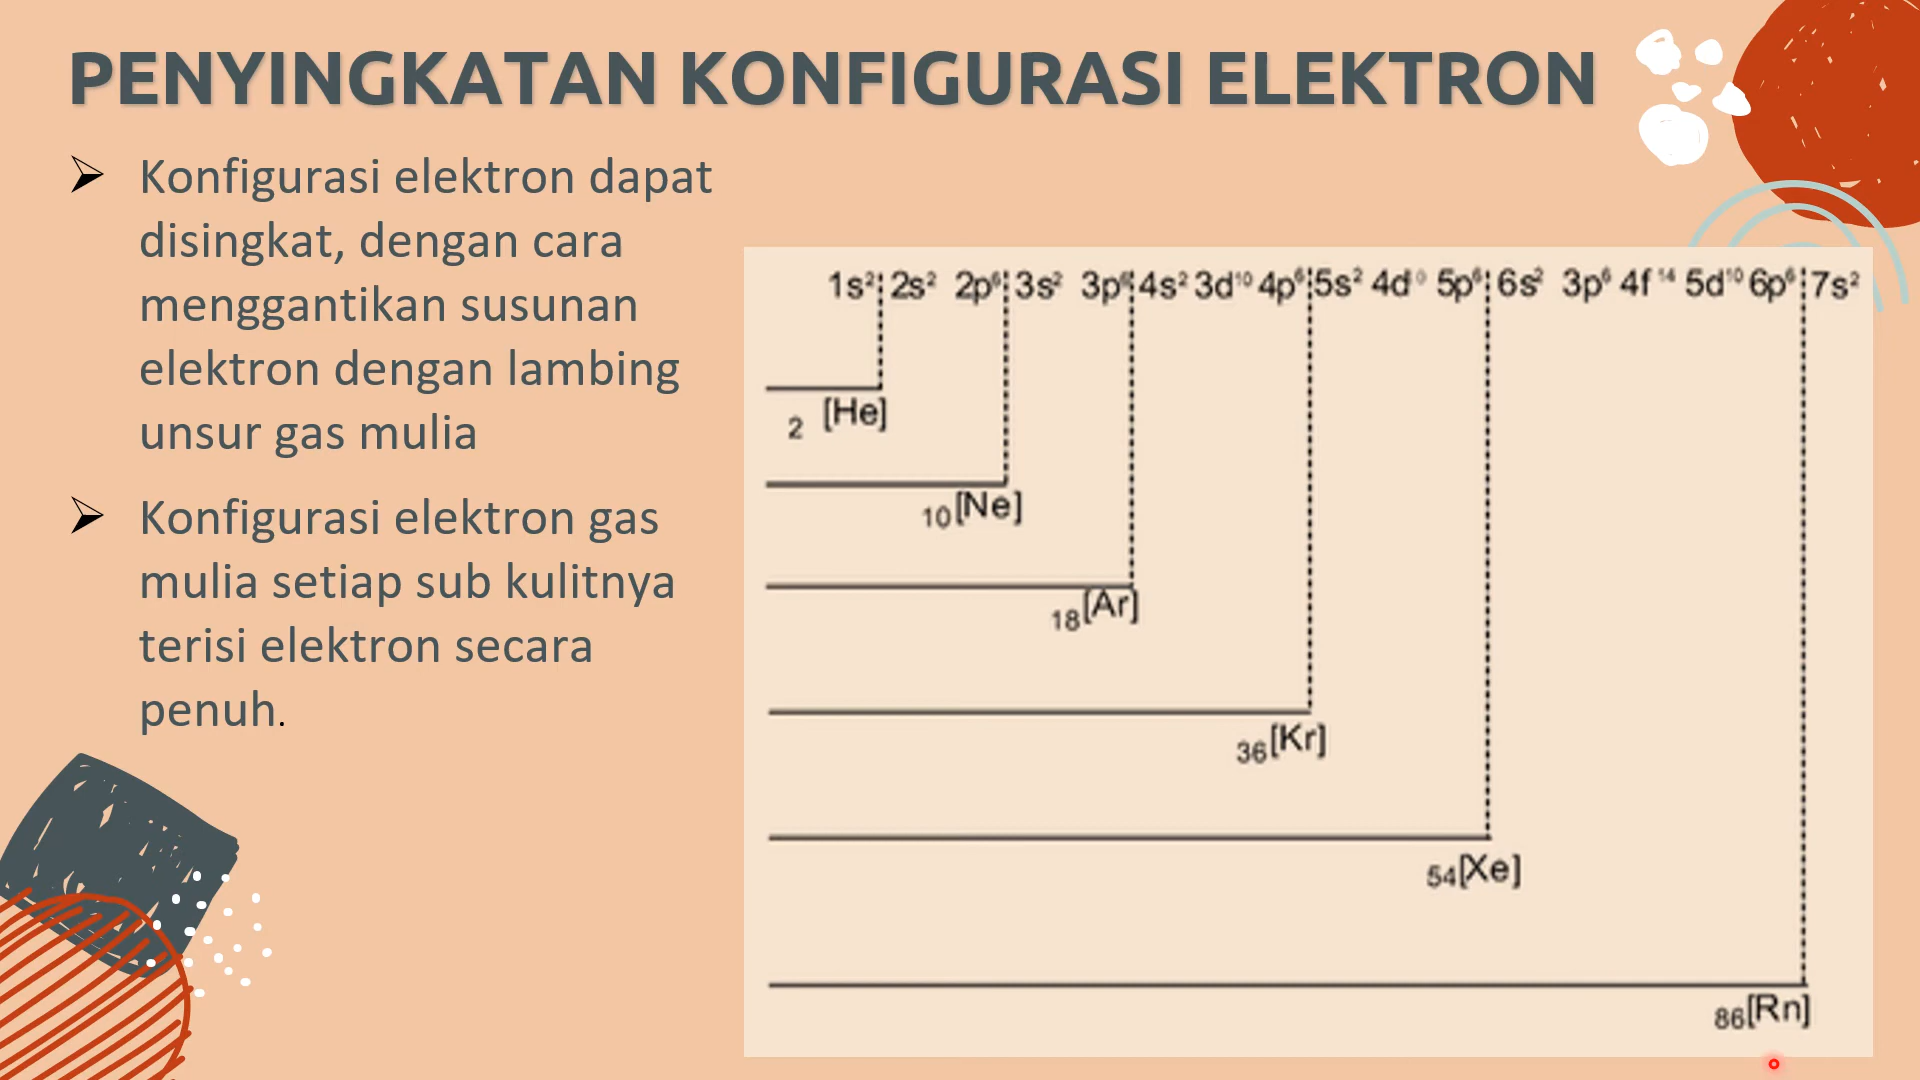 PENYINGKATAN KONFIGURASI ELEKTRON
➢ Konfigurasi elektron dapat
disingkat, dengan cara
menggantikan susunan
elektron dengan lambing
unsur gas mulia
➢ Konfigurasi elektron gas
mulia setiap sub kulitnya
terisi elektron secara
penuh.
1s² 2s² 2p⁶ 3s² 3p⁶ 4s² 3d¹⁰ 4p⁶ 5s² 4d 5p⁶ 6s² 3p⁶ 4f¹⁴ 5d¹⁰ 6p⁶ 7s²
₂ [He]
₁₀[Ne]
₁₈[Ar]
₃₆[Kr]
₅₄[Xe]
₈₆[Rn]